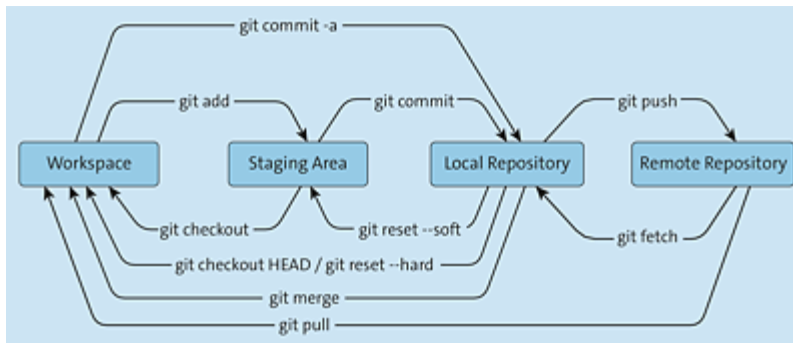 git commit -a
git add
git commit
git push
Workspace
Staging Area
Local Repository
Remote Repository
git checkout
git reset --soft
git fetch
git checkout HEAD / git reset --hard
git merge
git pull